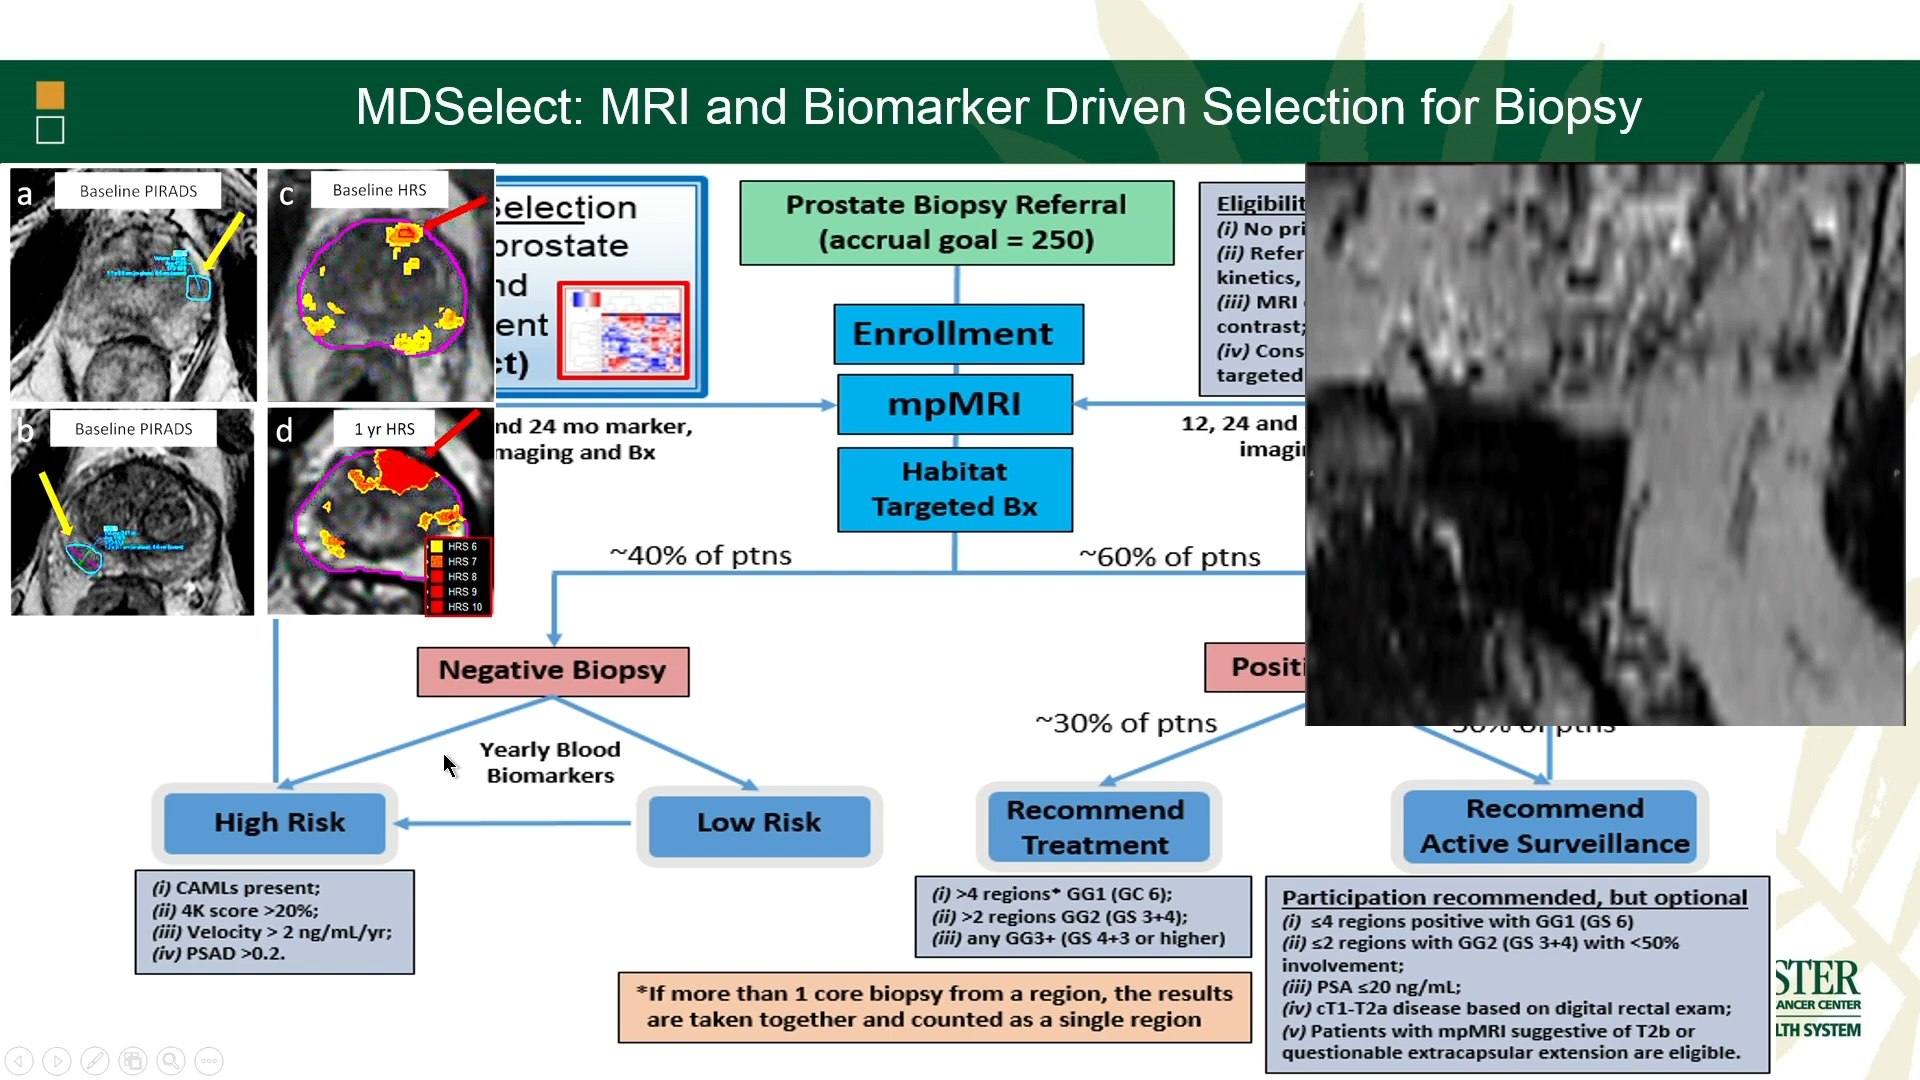 MDSelect: MRI and Biomarker Driven Selection for Biopsy
a
Baseline PIRADS
c
Baseline HRS
b
Baseline PIRADS
d
1 yr HRS
HRS 6
HRS 7
HRS 8
HRS 9
HRS 10
Selection
prostate
nd
ent
ct)
Prostate Biopsy Referral
(accrual goal = 250)
Enrollment
mpMRI
Habitat
Targeted Bx
Eligibilit
(i) No pri
(ii) Refer
kinetics,
(iii) MRI
contrast;
(iv) Cons
targeted
nd 24 mo marker,
maging and Bx
12, 24 and
imagin
~40% of ptns
~60% of ptns
Negative Biopsy
Positi
Yearly Blood
Biomarkers
~30% of ptns
High Risk
Low Risk
Recommend
Treatment
Recommend
Active Surveillance
(i) CAMLs present;
(ii) 4K score >20%;
(iii) Velocity > 2 ng/mL/yr;
(iv) PSAD >0.2.
(i) >4 regions* GG1 (GC 6);
(ii) >2 regions GG2 (GS 3+4);
(iii) any GG3+ (GS 4+3 or higher)
*If more than 1 core biopsy from a region, the results
are taken together and counted as a single region
Participation recommended, but optional
(i) ≤4 regions positive with GG1 (GS 6)
(ii) ≤2 regions with GG2 (GS 3+4) with <50%
involvement;
(iii) PSA ≤20 ng/mL;
(iv) cT1-T2a disease based on digital rectal exam;
(v) Patients with mpMRI suggestive of T2b or
questionable extracapsular extension are eligible.
STER
ANCER CENTER
LTH SYSTEM